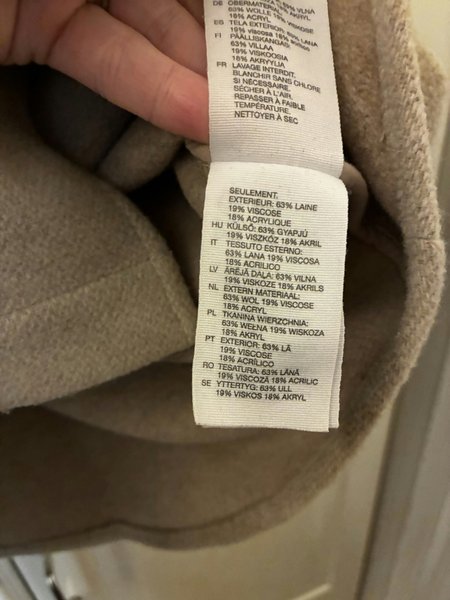 19% VISKOSE
DE OBERMATERIAL:
63% WOLLE 19% VISKOSE
18% ACRYL
ES TELA EXTERIOR: 63% LANA
19% viscosa 18% acrílico
FI PÄÄLLISKANGAS:
63% VILLAA
19% VISKOOSIA
18% AKRYYLIA
FR LAVAGE INTERDIT.
BLANCHIR SANS CHLORE
SI NÉCESSAIRE.
SÉCHER À L'AIR.
REPASSER À FAIBLE
TEMPÉRATURE.
NETTOYER À SEC
SEULEMENT.
EXTERIEUR: 63% LAINE
19% VISCOSE
18% ACRYLIQUE
HU KÜLSŐ: 63% GYAPJÚ
19% VISZKÓZ 18% AKRIL
IT TESSUTO ESTERNO:
63% LANA 19% VISCOSA
18% ACRILICO
LV ĀRĒJĀ DAĻA: 63% VILNA
19% VISKOZE 18% AKRILS
NL EXTERN MATERIAAL:
63% WOL 19% VISCOSE
18% ACRYL
PL TKANINA WIERZCHNIA:
63% WEŁNA 19% WISKOZA
18% AKRYL
PT EXTERIOR: 63% LÃ
19% VISCOSE
18% ACRÍLICO
RO TESATURA: 63% LÂNĂ
19% VISCOZĂ 18% ACRILIC
SE YTTERTYG: 63% ULL
19% VISKOS 18% AKRYL